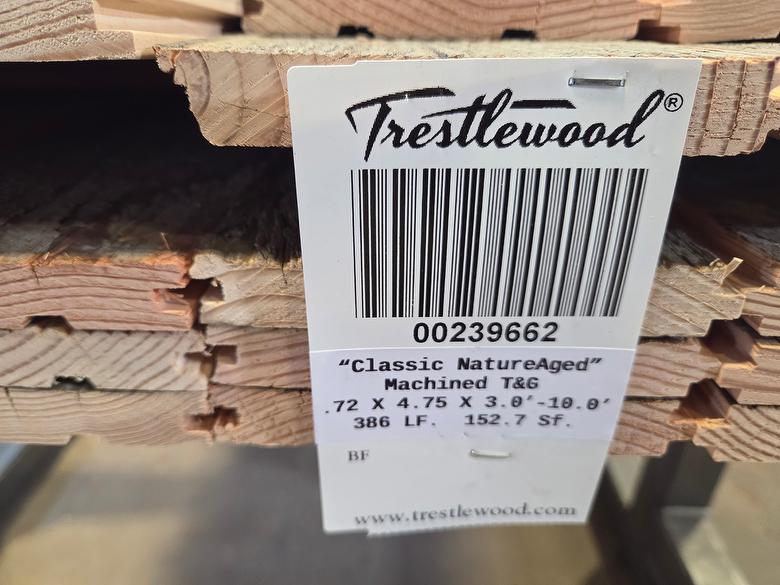 Trestlewood®
00239662
“Classic NatureAged”
Machined T&G
.72 X 4.75 X 3.0'-10.0'
386 LF. 152.7 Sf.
BF
www.trestlewood.com